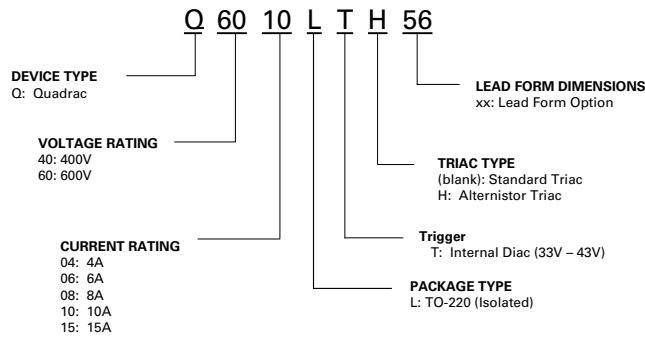 Q 60 10 L T H 56
DEVICE TYPE
Q: Quadrac
VOLTAGE RATING
40: 400V
60: 600V
CURRENT RATING
04: 4A
06: 6A
08: 8A
10: 10A
15: 15A
LEAD FORM DIMENSIONS
xx: Lead Form Option
TRIAC TYPE
(blank): Standard Triac
H: Alternistor Triac
Trigger
T: Internal Diac (33V – 43V)
PACKAGE TYPE
L: TO-220 (Isolated)